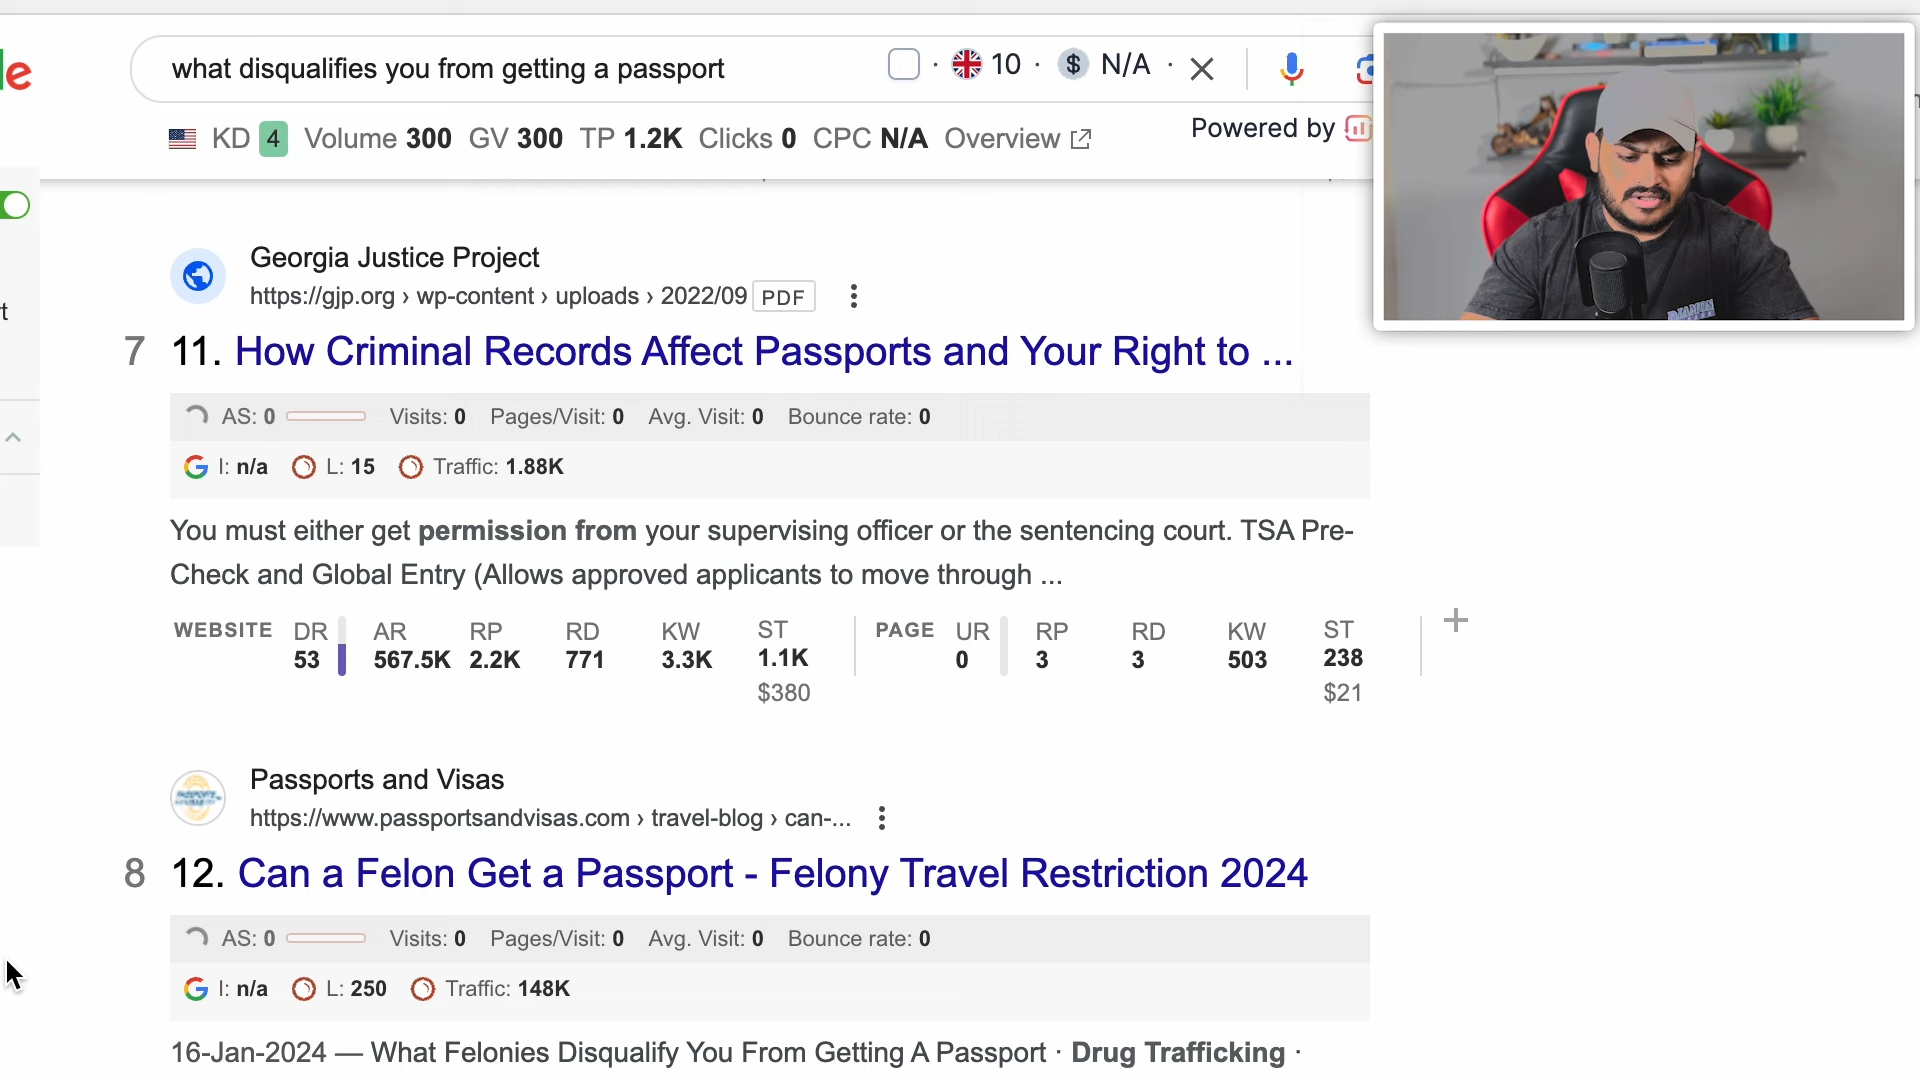 le
what disqualifies you from getting a passport
· 10 · $ N/A ·
KD 4 Volume 300 GV 300 TP 1.2K Clicks 0 CPC N/A Overview
Powered by
Georgia Justice Project
https://gjp.org › wp-content › uploads › 2022/09 PDF
7 11. How Criminal Records Affect Passports and Your Right to ...
AS: 0 Visits: 0 Pages/Visit: 0 Avg. Visit: 0 Bounce rate: 0
I: n/a L: 15 Traffic: 1.88K
You must either get permission from your supervising officer or the sentencing court. TSA Pre-
Check and Global Entry (Allows approved applicants to move through ...
WEBSITE DR AR RP RD KW ST PAGE UR RP RD KW ST
53 567.5K 2.2K 771 3.3K 1.1K 0 3 3 503 238
$380 $21
Passports and Visas
https://www.passportsandvisas.com › travel-blog › can-...
8 12. Can a Felon Get a Passport - Felony Travel Restriction 2024
AS: 0 Visits: 0 Pages/Visit: 0 Avg. Visit: 0 Bounce rate: 0
I: n/a L: 250 Traffic: 148K
16-Jan-2024 — What Felonies Disqualify You From Getting A Passport · Drug Trafficking ·